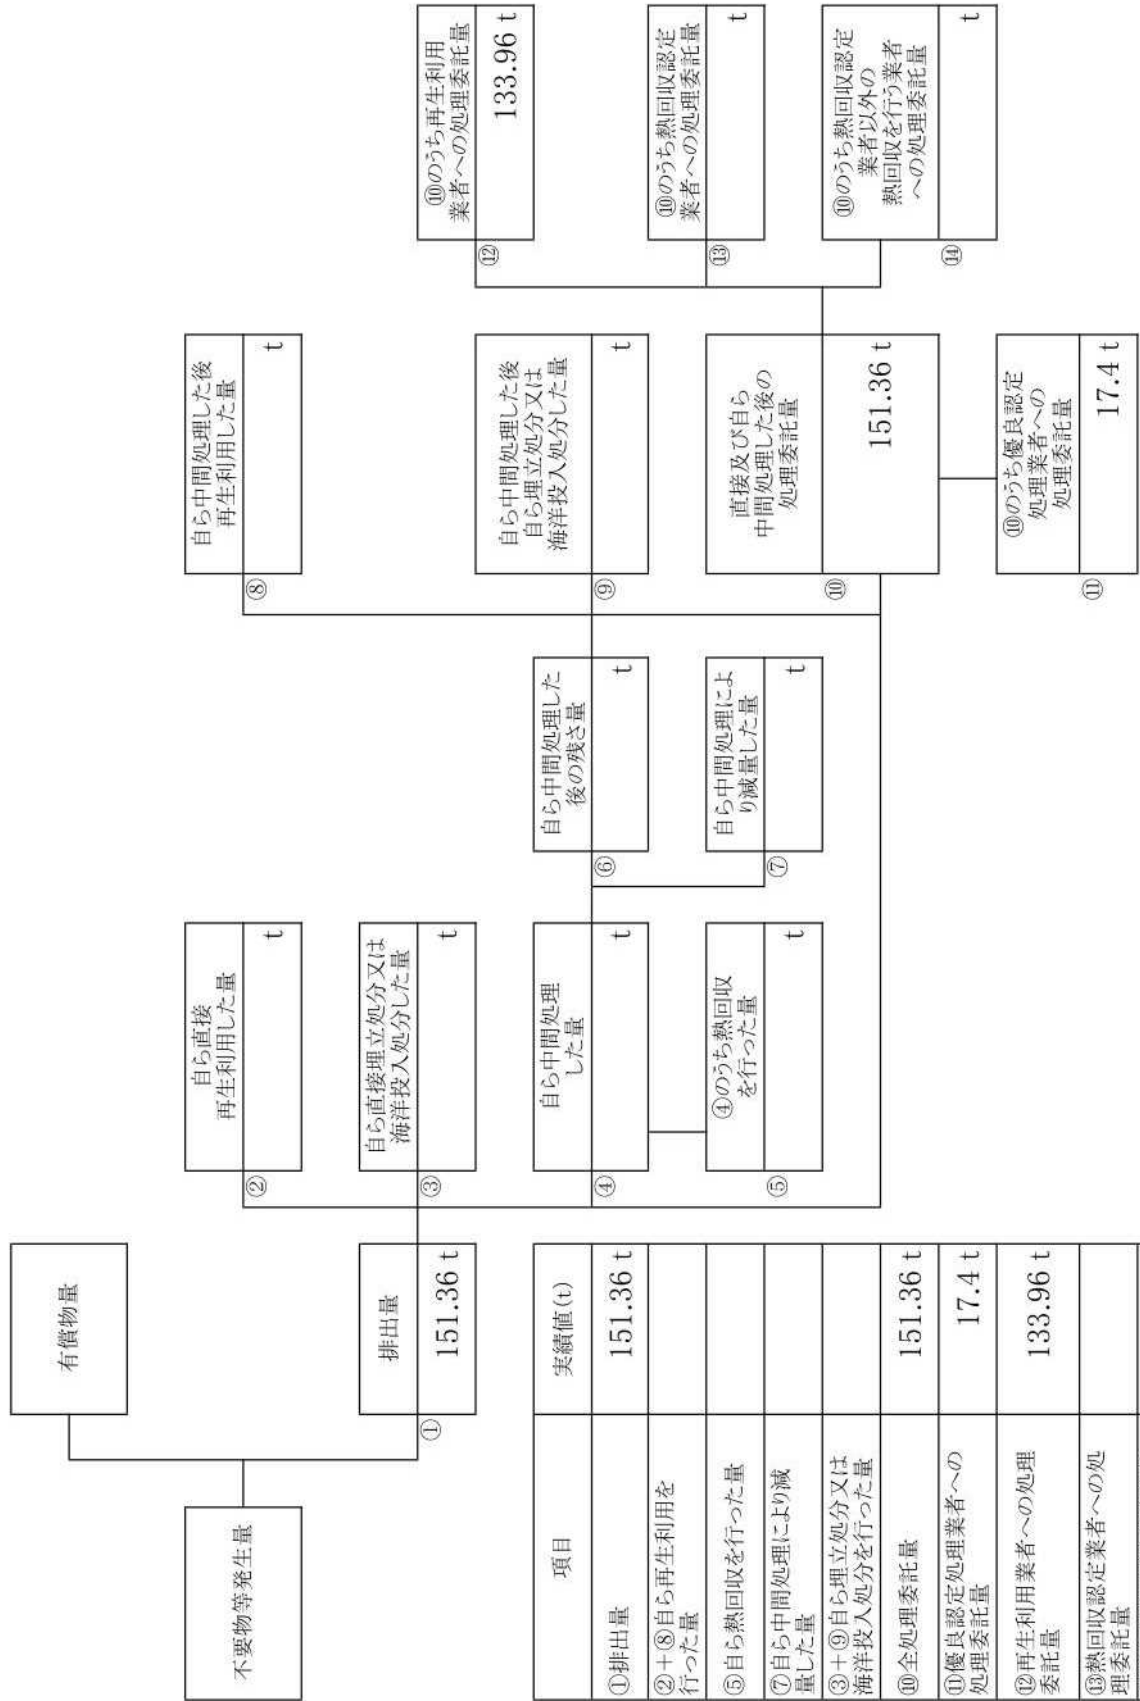 不要物等発生量
有償物量
排出量
①
151.36 t
自ら直接
再生利用した量
②
t
自ら直接埋立処分又は
海洋投入処分した量
③
t
自ら中間処理
した量
④
t
④のうち熱回収
を行った量
⑤
t
自ら中間処理した
後の残さ量
⑥
t
自ら中間処理によ
り減量した量
⑦
t
自ら中間処理した後
再生利用した量
⑧
t
自ら中間処理した後
自ら埋立処分又は
海洋投入処分した量
⑨
t
直接及び自ら
中間処理した後の
処理委託量
⑩
151.36 t
⑩のうち優良認定
処理業者への
処理委託量
⑪
17.4 t
⑩のうち再生利用
業者への処理委託量
⑫
133.96 t
⑩のうち熱回収認定
業者への処理委託量
⑬
t
⑩のうち熱回収認定
業者以外の
熱回収を行う業者
への処理委託量
⑭
t
項目 実績値(t)
①排出量 151.36 t
②+⑧自ら再生利用を
行った量
⑤自ら熱回収を行った量
⑦自ら中間処理により減
量した量
③+⑨自ら埋立処分又は
海洋投入処分を行った量
⑩全処理委託量 151.36 t
⑪優良認定処理業者への
処理委託量 17.4 t
⑫再生利用業者への処理
委託量 133.96 t
⑬熱回収認定業者への処
理委託量